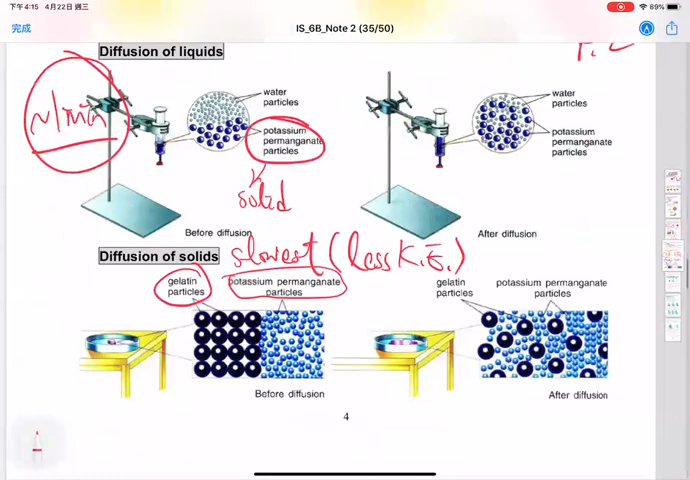 下午4:15 4月22日 週三
89%
完成
IS_6B_Note 2 (35/50)
Diffusion of liquids
~1min
water
particles
potassium
permanganate
particles
solid
Before diffusion
water
particles
potassium
permanganate
particles
After diffusion
Diffusion of solids slowest (less K.E.)
gelatin
particles
potassium permanganate
particles
Before diffusion
gelatin
particles
potassium permanganate
particles
After diffusion
4